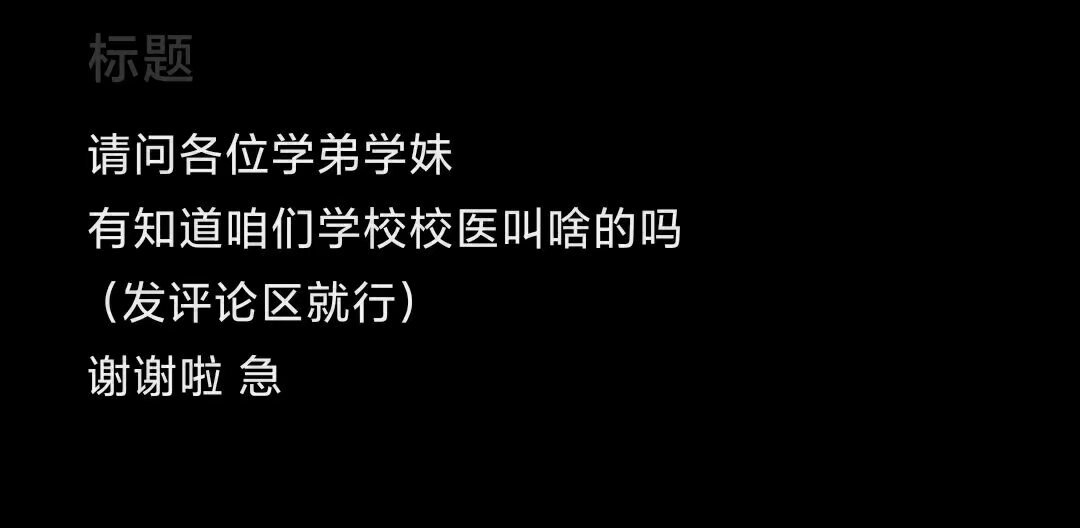 标题
请问各位学弟学妹
有知道咱们学校校医叫啥的吗
（发评论区就行）
谢谢啦 急